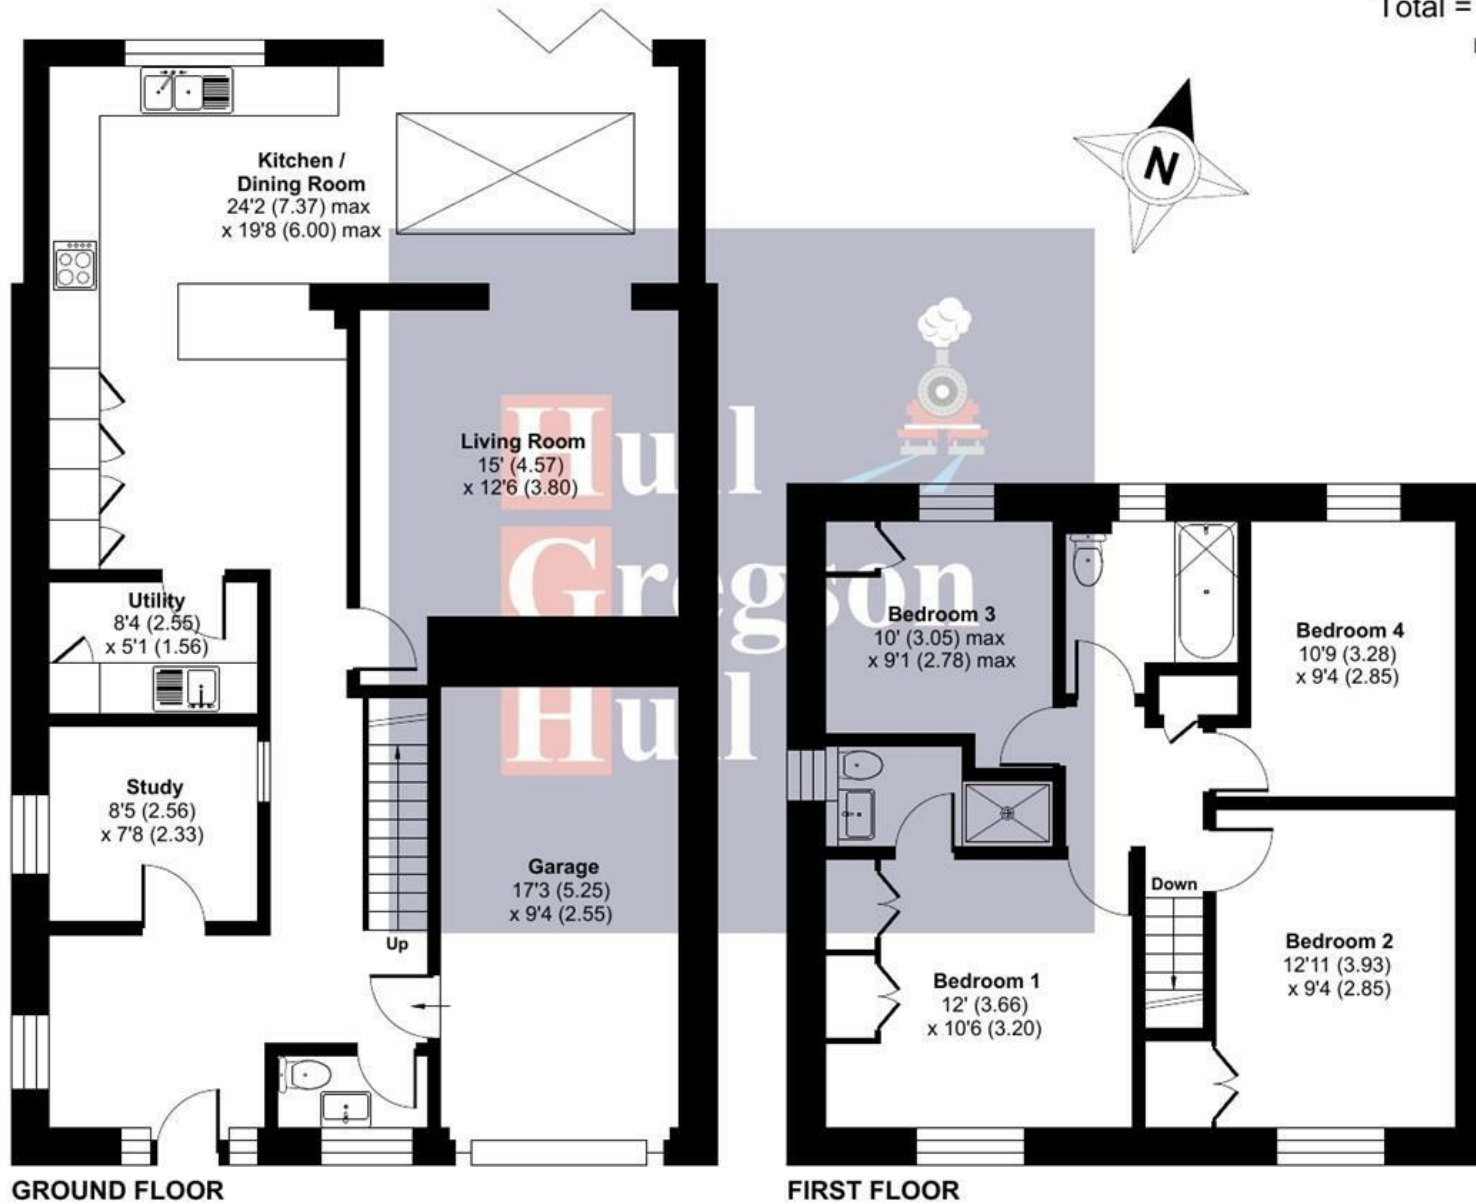 Total =
N
Kitchen /
Dining Room
24'2 (7.37) max
x 19'8 (6.00) max
Living Room
15' (4.57)
x 12'6 (3.80)
Hull
Gregson
Hull
Utility
8'4 (2.55)
x 5'1 (1.56)
Study
8'5 (2.56)
x 7'8 (2.33)
Garage
17'3 (5.25)
x 9'4 (2.55)
Up
Bedroom 3
10' (3.05) max
x 9'1 (2.78) max
Bedroom 4
10'9 (3.28)
x 9'4 (2.85)
Down
Bedroom 1
12' (3.66)
x 10'6 (3.20)
Bedroom 2
12'11 (3.93)
x 9'4 (2.85)
GROUND FLOOR
FIRST FLOOR